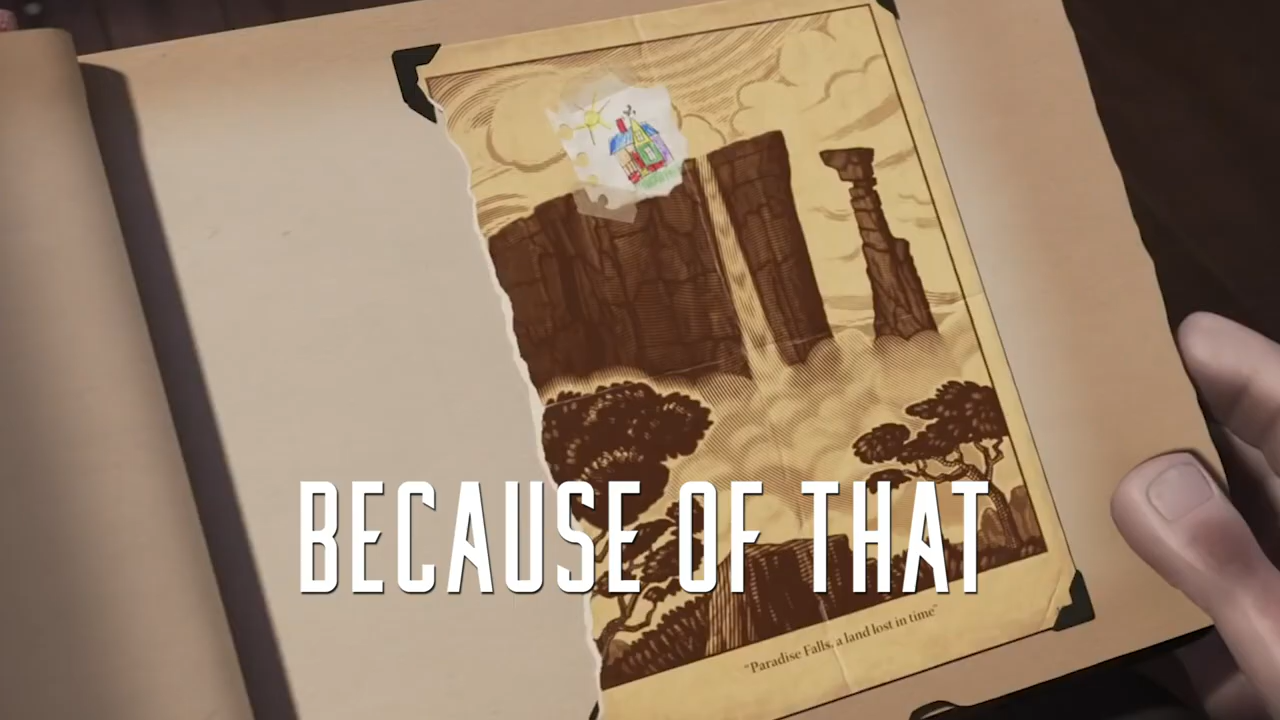 BECAUSE OF THAT
"Paradise Falls, a land lost in time"